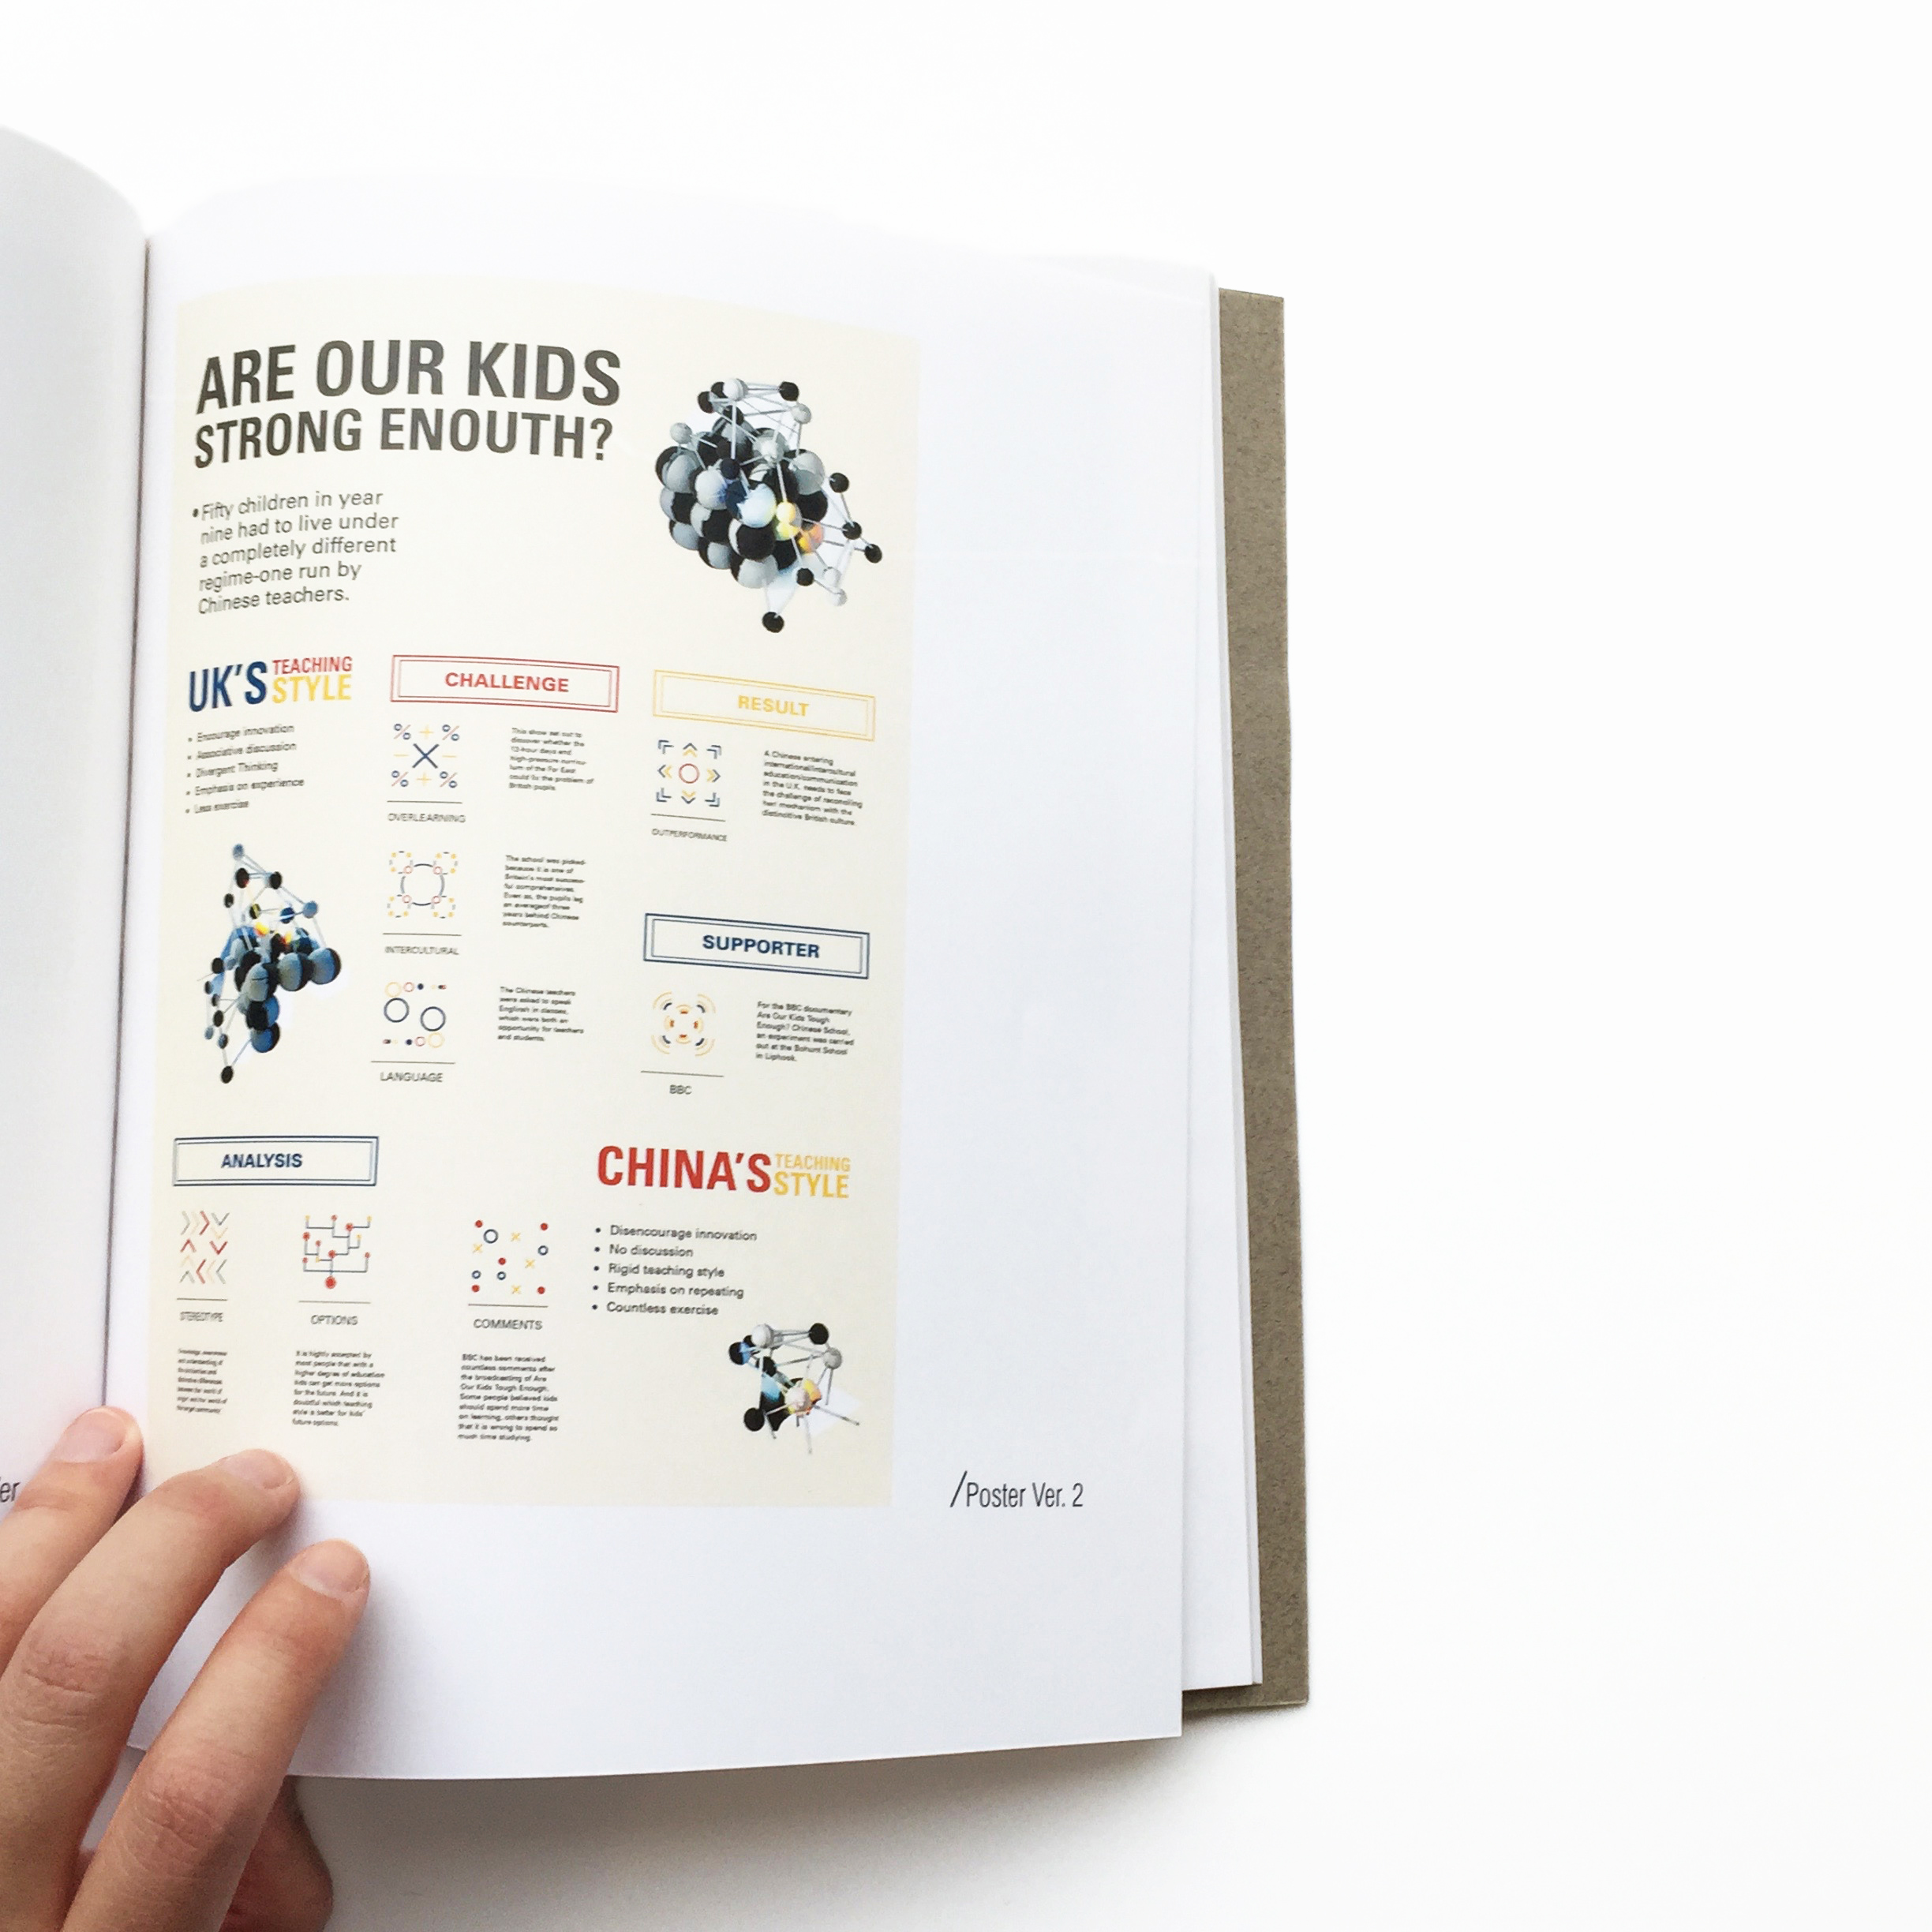 ARE OUR KIDS
STRONG ENOUTH?
• Fifty children in year
nine had to live under
a completely different
regime-one run by
Chinese teachers.
UK'S TEACHING
STYLE
• Encourage innovation
• Associative discussion
• Divergent Thinking
• Emphasis on experience
• Less exercise
CHALLENGE
OVERLEARNING
This show set out to
discover whether the
12-hour days and
high-pressure curricu-
lum of the Far East
could fix the problem of
British pupils.
INTERCULTURAL
The school was picked-
because it is one of
Britain's most success-
ful comprehensives.
Even so, the pupils lag
an averageof three
years behind Chinese
counterparts.
LANGUAGE
The Chinese teachers
were asked to speak
English in classes,
which were both an
opportunity for teachers
and students.
RESULT
OUTPERFORMANCE
A Chinese entering
international/intercultural
education/communication
in the U.K. needs to face
the challenge of reconciling
her mechanism with the
distinctive British culture.
SUPPORTER
BBC
For the BBC documentary
Are Our Kids Tough
Enough? Chinese School,
an experiment was carried
out at the Bohunt School
in Liphook.
ANALYSIS
STEREOTYPE
OPTIONS
It is highly accepted by
most people that with a
higher degree of education
kids can get more options
for the future. And it is
doubtful which teaching
style is better for kids'
future options.
COMMENTS
BBC has been received
countless comments after
the broadcasting of Are
Our Kids Tough Enough.
Some people believed kids
should spend more time
on learning, others thought
that it is wrong to spend so
much time studying.
CHINA'S TEACHING
STYLE
• Disencourage innovation
• No discussion
• Rigid teaching style
• Emphasis on repeating
• Countless exercise
er
/Poster Ver. 2